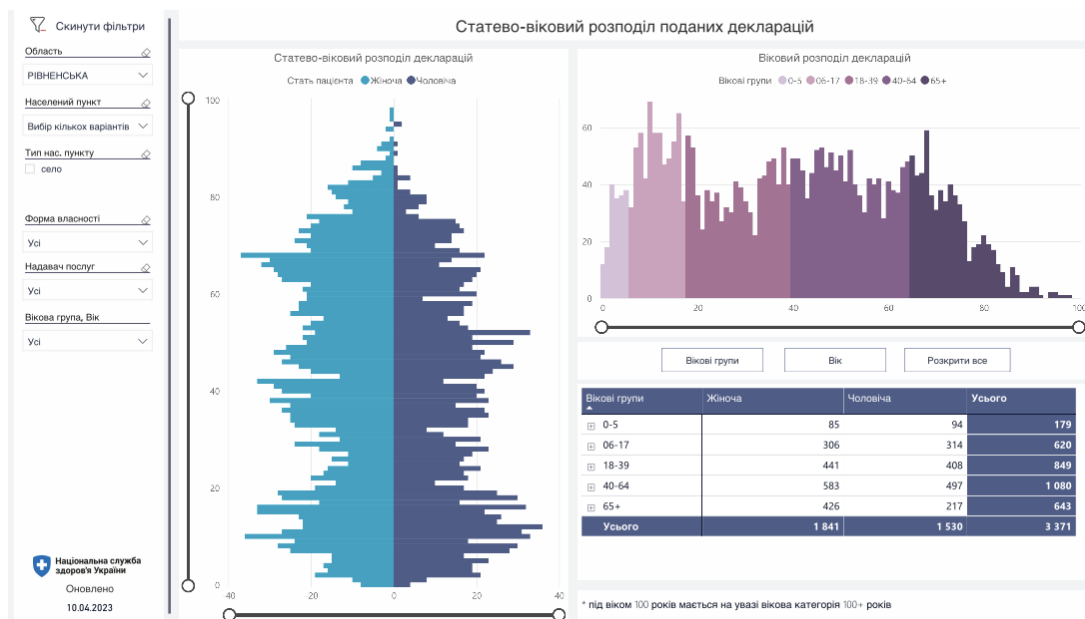 Скинути фільтри
Область
РІВНЕНСЬКА
Населений пункт
Вибір кількох варіантів
Тип нас. пункту
село
Форма власності
Усі
Надавач послуг
Усі
Вікова група, Вік
Усі
Національна служба
здоров'я України
Оновлено
10.04.2023
Статево-віковий розподіл поданих декларацій
Статево-віковий розподіл декларацій
Стать пацієнта Жіноча Чоловіча
100
80
60
40
20
0
40 20 0 20 40
Віковий розподіл декларацій
Вікові групи 0-5 06-17 18-39 40-64 65+
60
40
20
0
0 20 40 60 80 100
Вікові групи Вік Розкрити все
Вікові групи Жіноча Чоловіча Усього
0-5 85 94 179
06-17 306 314 620
18-39 441 408 849
40-64 583 497 1 080
65+ 426 217 643
Усього 1 841 1 530 3 371
* під віком 100 років мається на увазі вікова категорія 100+ років